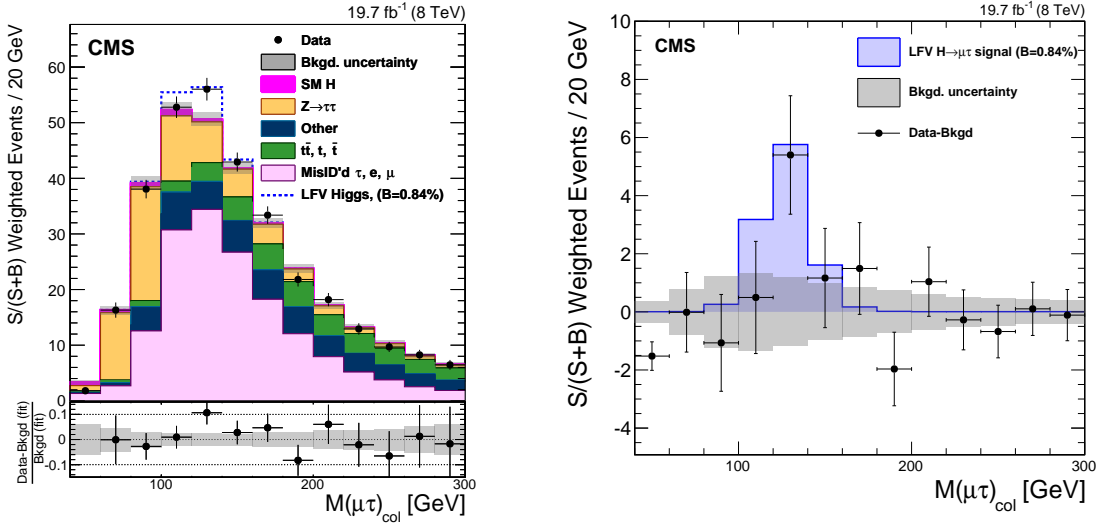 19.7 fb⁻¹ (8 TeV)
CMS
Data
Bkgd. uncertainty
SM H
Z→ττ
Other
tt̄, t, t̄
MisID'd τ, e, μ
LFV Higgs, (B=0.84%)
S/(S+B) Weighted Events / 20 GeV
60
50
40
30
20
10
0
Data-Bkgd (fit)
Bkgd (fit)
0.1
0
-0.1
100
200
300
M(μτ)col [GeV]
19.7 fb⁻¹ (8 TeV)
CMS
LFV H→μτ signal (B=0.84%)
Bkgd. uncertainty
Data-Bkgd
S/(S+B) Weighted Events / 20 GeV
10
8
6
4
2
0
-2
-4
100
200
300
M(μτ)col [GeV]